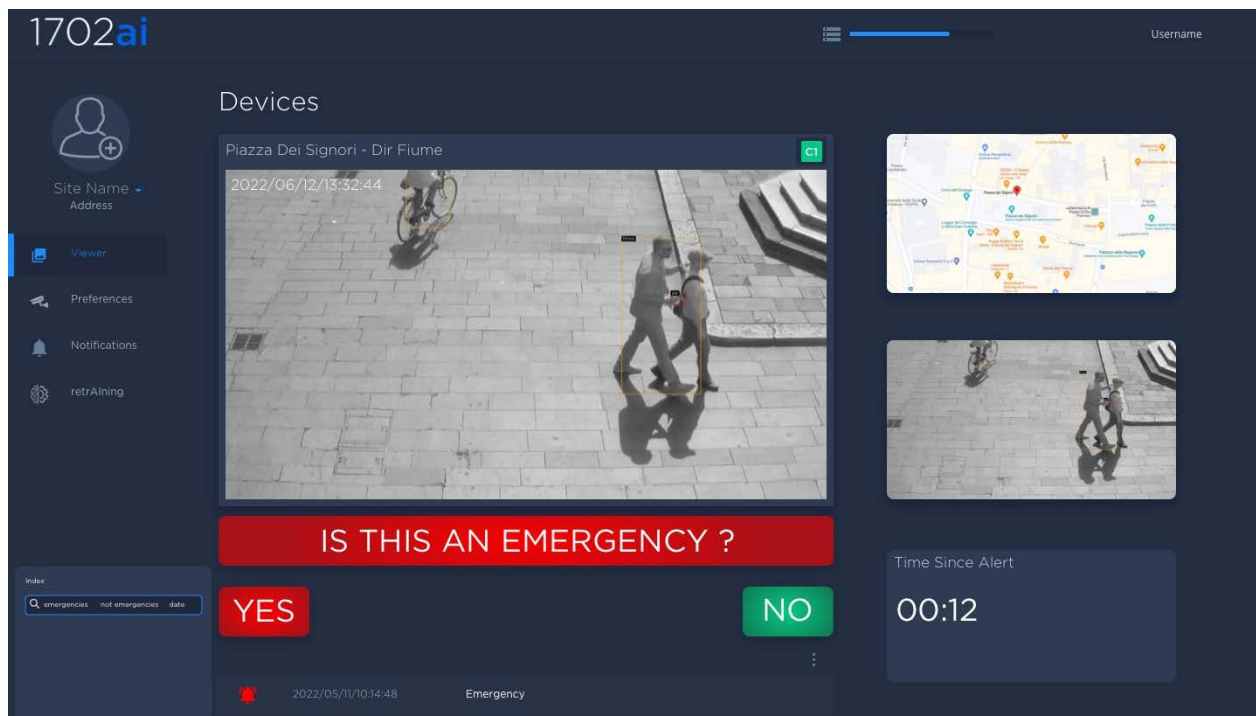 1702ai
Username
Devices
Site Name
Address
Viewer
Preferences
Notifications
retrAIning
Piazza Dei Signori - Dir Fiume
C1
2022/06/12/13:32:44
IS THIS AN EMERGENCY ?
YES
NO
Time Since Alert
00:12
Index
emergencies not emergencies date
2022/05/11/10:14:48 Emergency